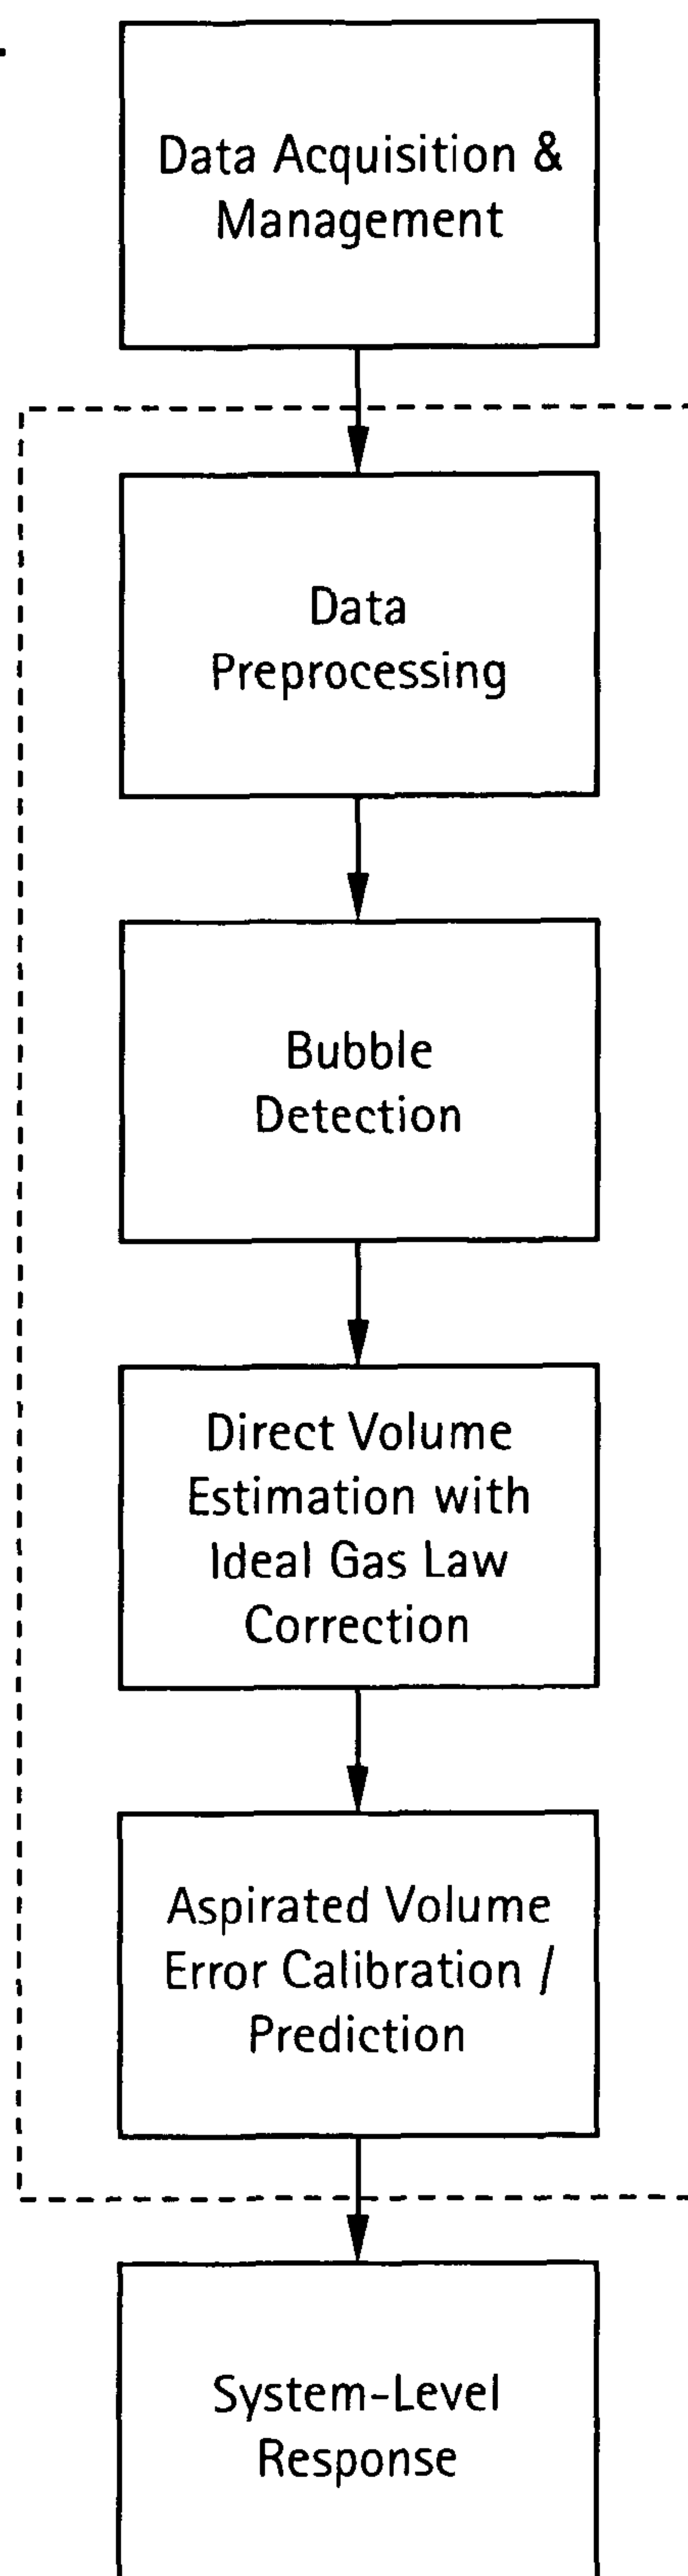 Data Acquisition &
Management
Data
Preprocessing
Bubble
Detection
Direct Volume
Estimation with
Ideal Gas Law
Correction
Aspirated Volume
Error Calibration /
Prediction
System-Level
Response